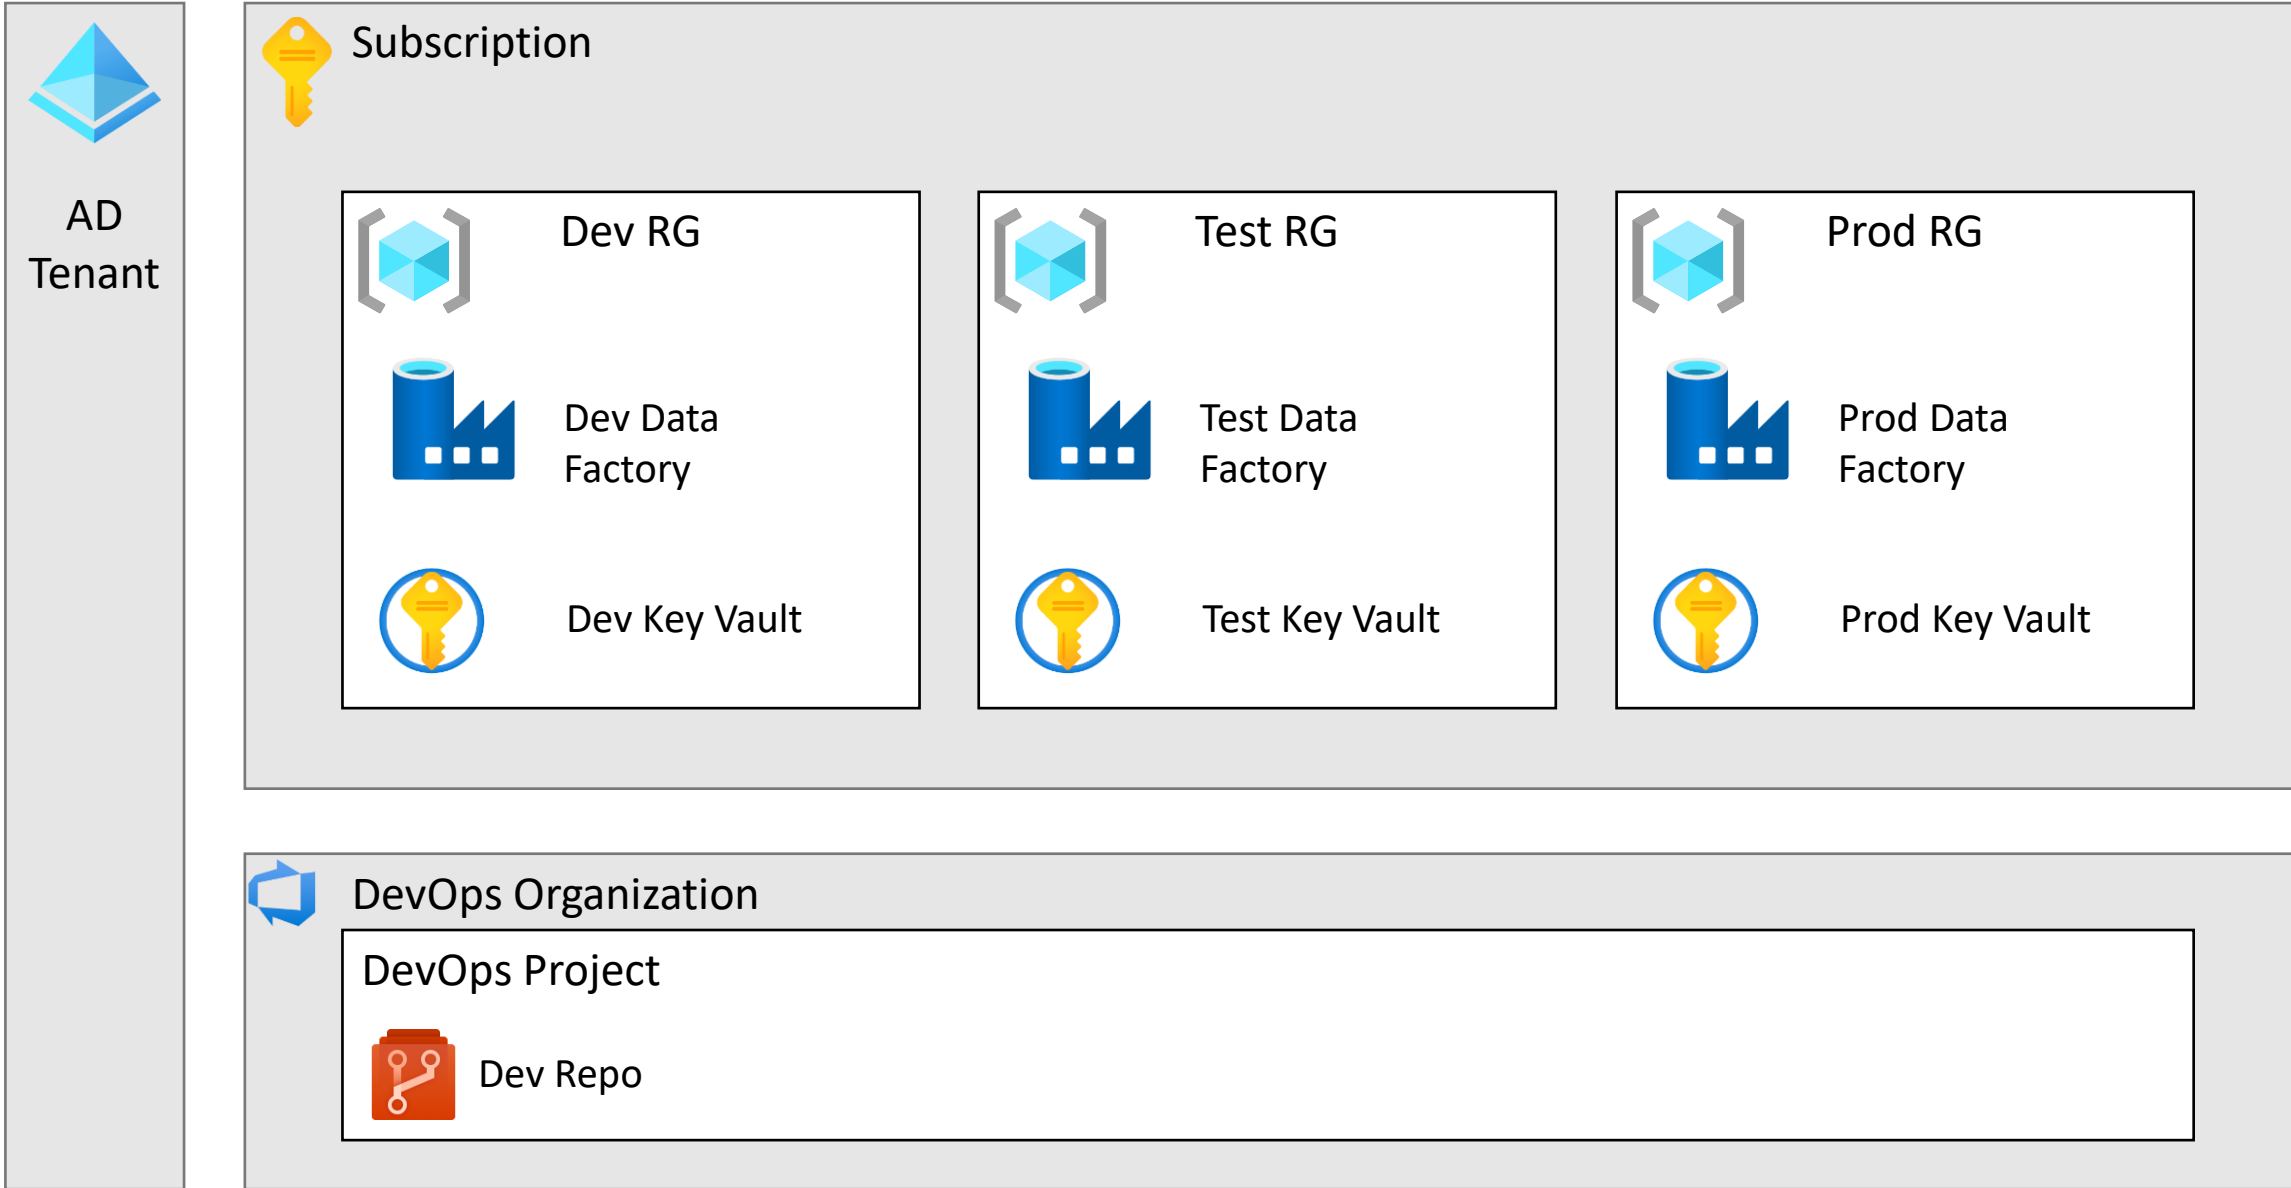 AD
Tenant
Subscription
Dev RG
Dev Data
Factory
Dev Key Vault
Test RG
Test Data
Factory
Test Key Vault
Prod RG
Prod Data
Factory
Prod Key Vault
DevOps Organization
DevOps Project
Dev Repo